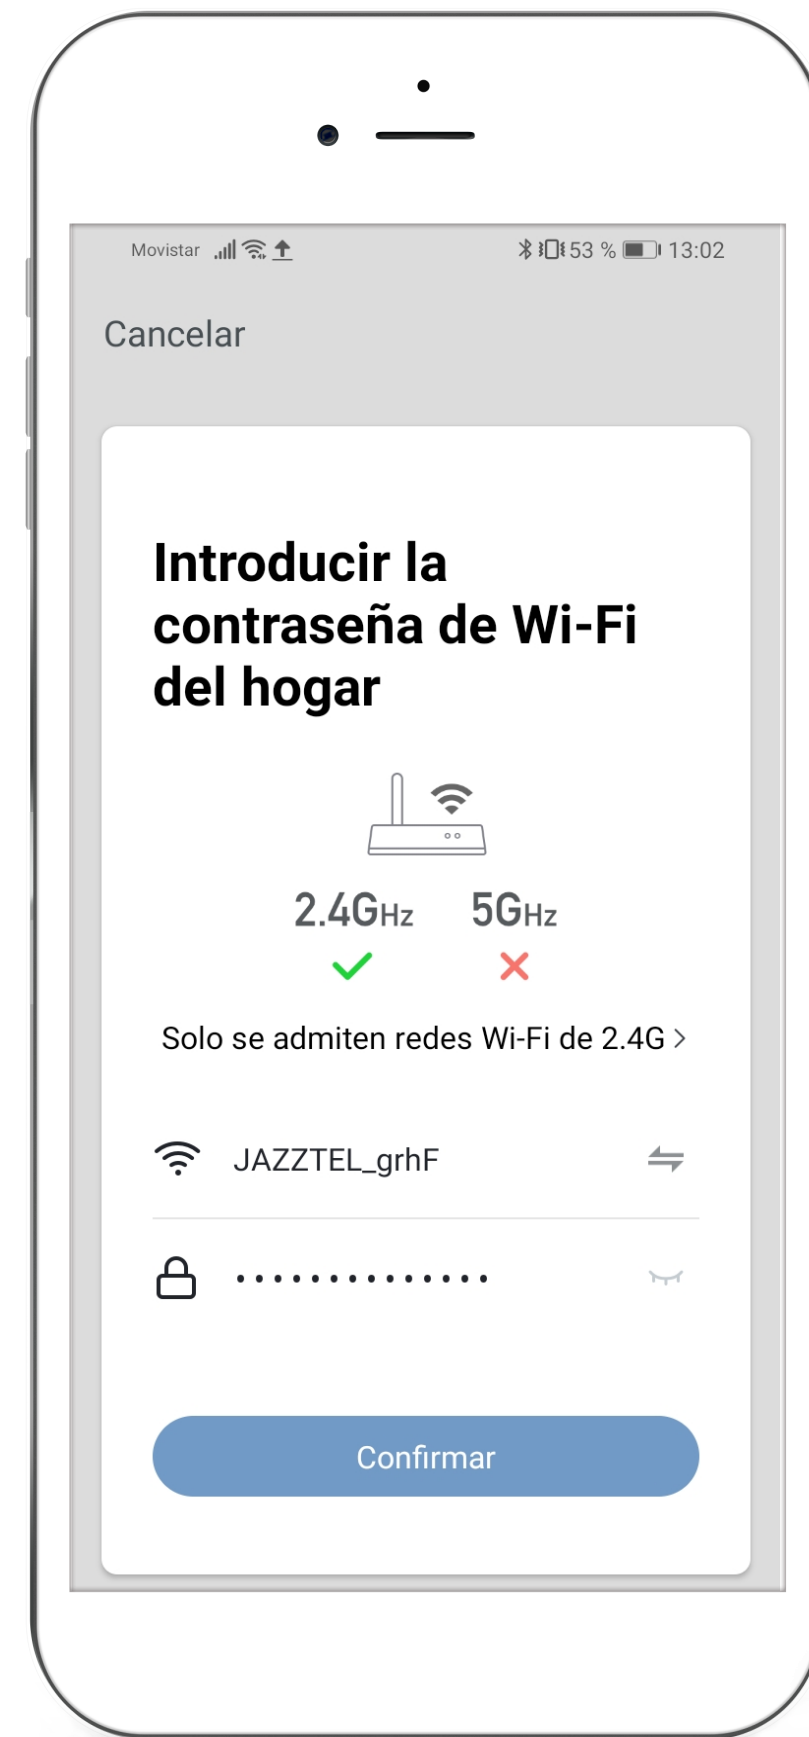 Movistar 53 % 13:02
Cancelar
Introducir la
contraseña de Wi-Fi
del hogar
2.4GHz 5GHz
Solo se admiten redes Wi-Fi de 2.4G >
JAZZTEL_grhF
Confirmar